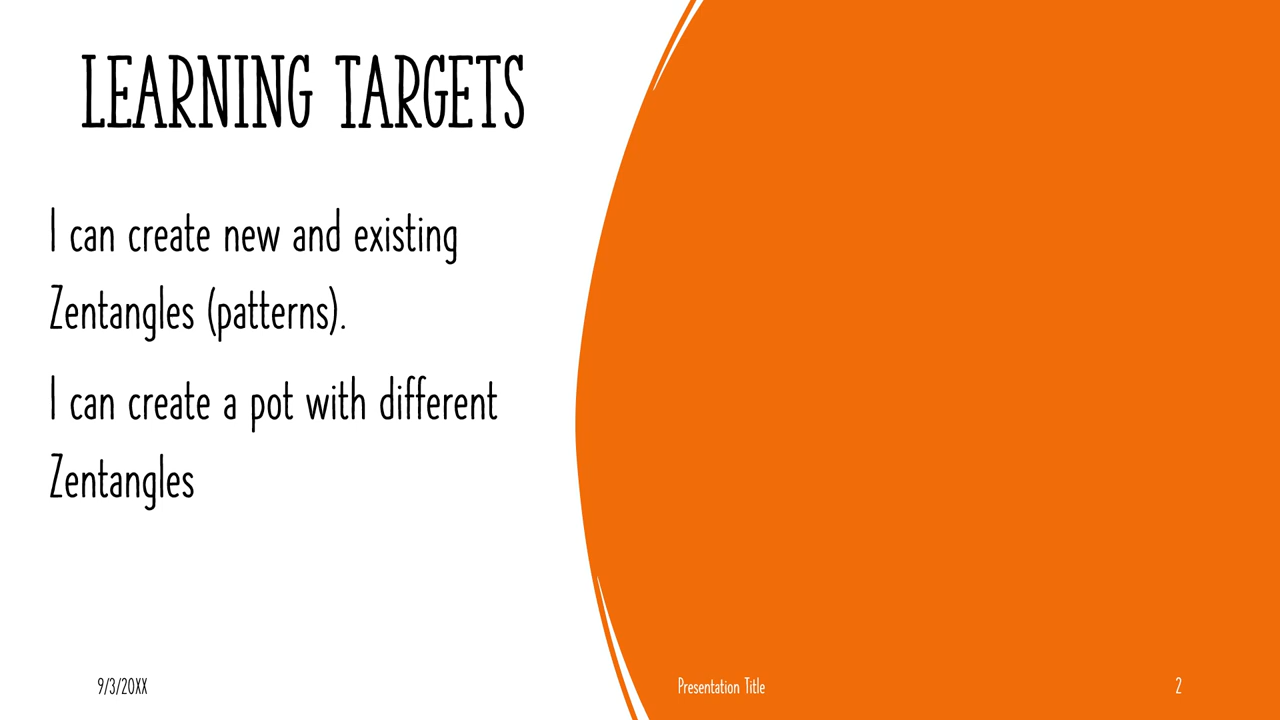 LEARNING TARGETS
I can create new and existing
Zentangles (patterns).
I can create a pot with different
Zentangles
9/3/20XX
Presentation Title
2